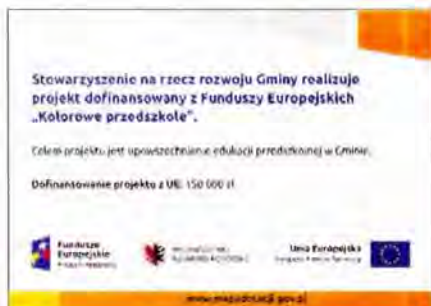 Stowarzyszenie na rzecz rozwoju Gminy realizuje
projekt dofinansowany z Funduszy Europejskich
„Kolorowe przedszkole”.
Celem projektu jest upowszechnienie edukacji przedszkolnej w Gminie.
Dofinansowanie projektu z UE: 150 000 zł
Fundusze
Europejskie
Unia Europejska
www.mapadotacji.gov.pl